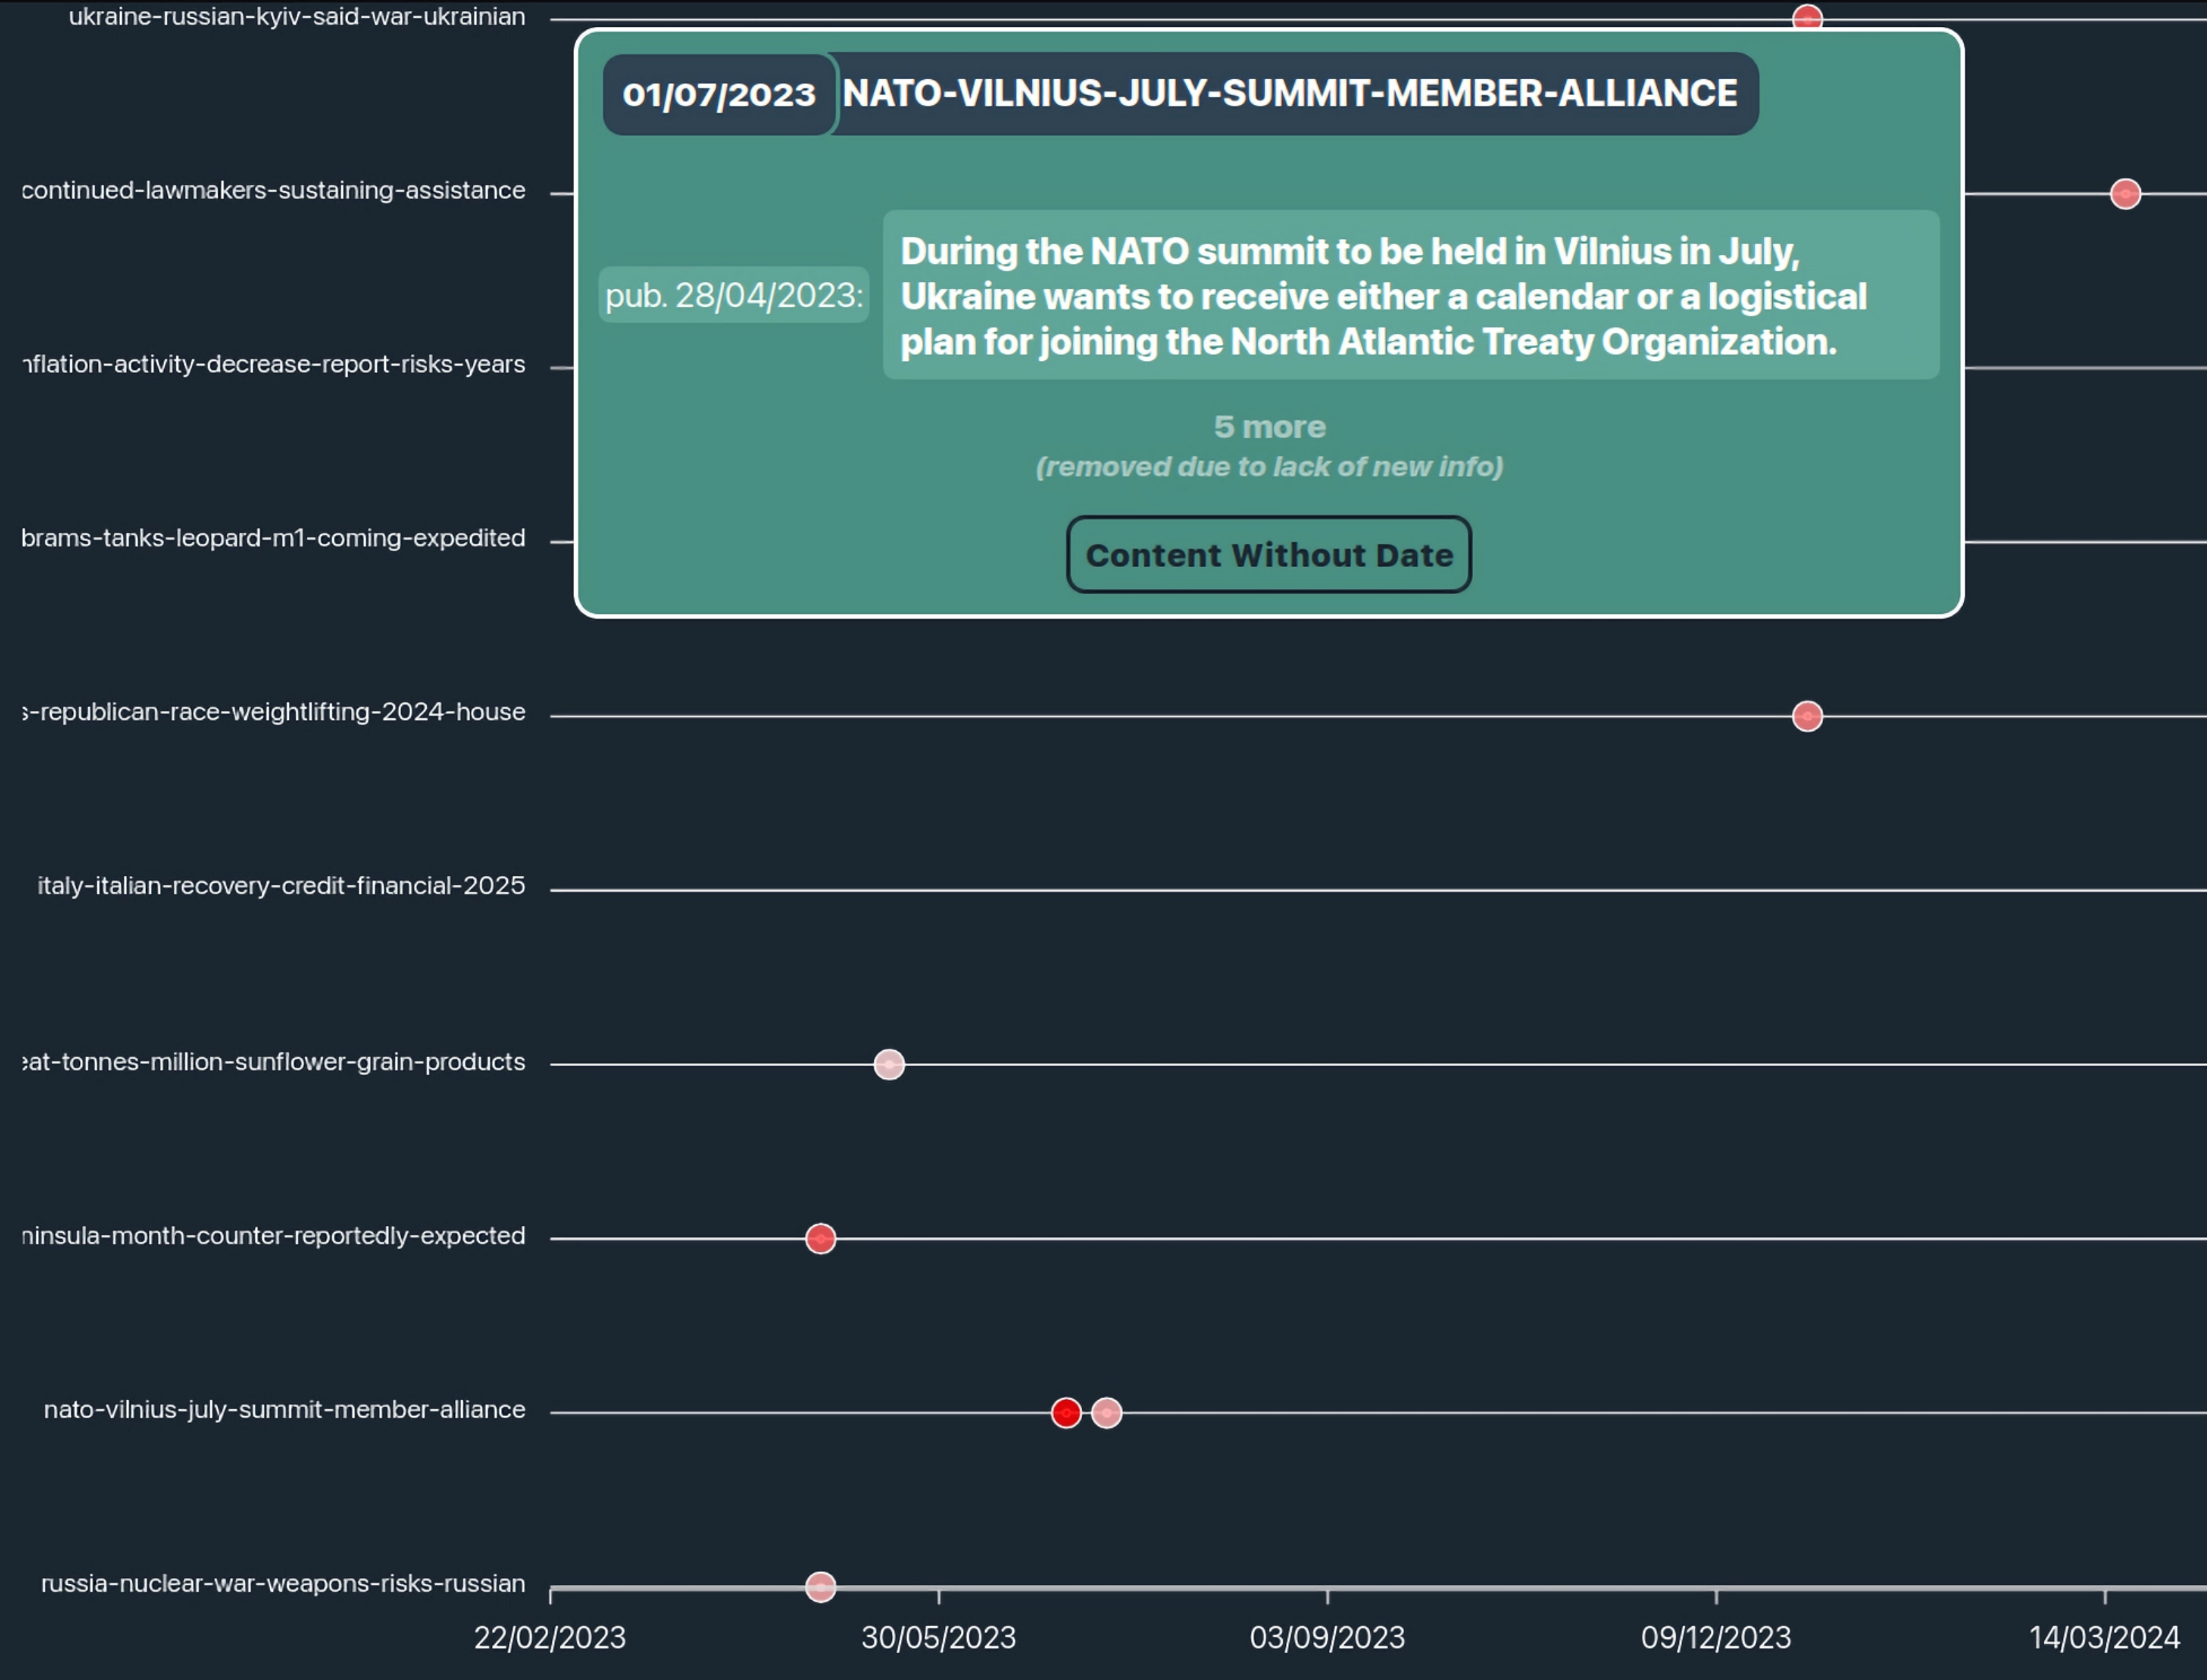 ukraine-russian-kyiv-said-war-ukrainian
01/07/2023 NATO-VILNIUS-JULY-SUMMIT-MEMBER-ALLIANCE
continued-lawmakers-sustaining-assistance
During the NATO summit to be held in Vilnius in July,
pub. 28/04/2023:
Ukraine wants to receive either a calendar or a logistical
plan for joining the North Atlantic Treaty Organization.
nflation-activity-decrease-report-risks-years
5 more
(removed due to lack of new info)
brams-tanks-leopard-m1-coming-expedited
Content Without Date
s-republican-race-weightlifting-2024-house
italy-italian-recovery-credit-financial-2025
eat-tonnes-million-sunflower-grain-products
ninsula-month-counter-reportedly-expected
nato-vilnius-july-summit-member-alliance
russia-nuclear-war-weapons-risks-russian
22/02/2023 30/05/2023 03/09/2023 09/12/2023 14/03/2024